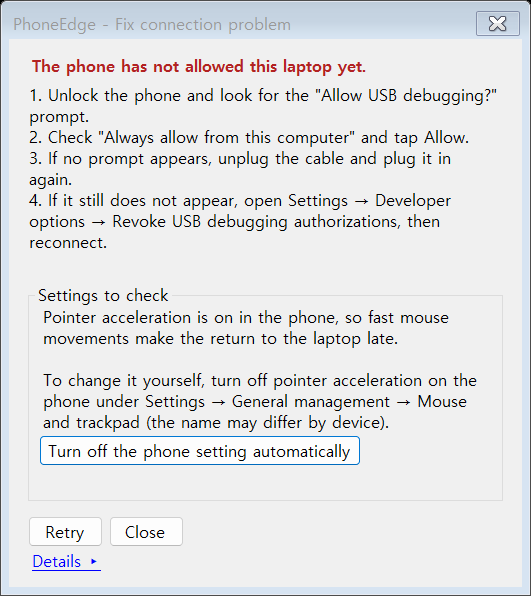 PhoneEdge - Fix connection problem
The phone has not allowed this laptop yet.
1. Unlock the phone and look for the "Allow USB debugging?"
prompt.
2. Check "Always allow from this computer" and tap Allow.
3. If no prompt appears, unplug the cable and plug it in
again.
4. If it still does not appear, open Settings → Developer
options → Revoke USB debugging authorizations, then
reconnect.
Settings to check
Pointer acceleration is on in the phone, so fast mouse
movements make the return to the laptop late.
To change it yourself, turn off pointer acceleration on the
phone under Settings → General management → Mouse
and trackpad (the name may differ by device).
Turn off the phone setting automatically
Retry Close
Details ▸